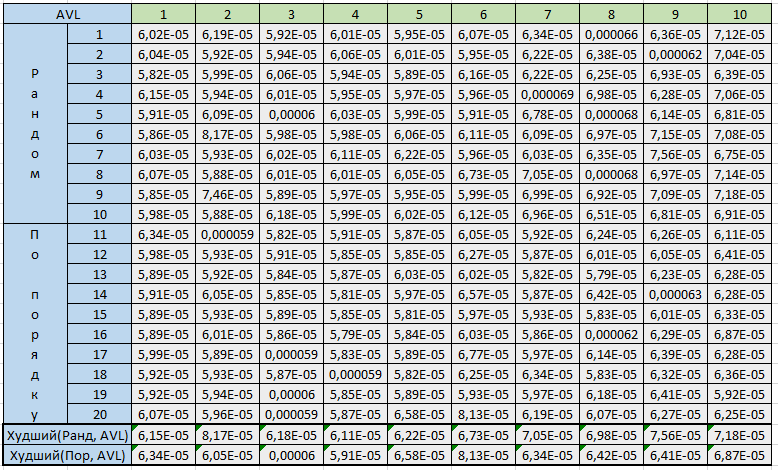 AVL 1 2 3 4 5 6 7 8 9 10
Рандом
1 6,02E-05 6,19E-05 5,92E-05 6,01E-05 5,95E-05 6,07E-05 6,34E-05 0,000066 6,36E-05 7,12E-05
2 6,04E-05 5,92E-05 5,94E-05 6,06E-05 6,01E-05 5,95E-05 6,22E-05 6,38E-05 0,000062 7,04E-05
3 5,82E-05 5,99E-05 6,06E-05 5,94E-05 5,89E-05 6,16E-05 6,22E-05 6,25E-05 6,93E-05 6,39E-05
4 6,15E-05 5,94E-05 6,01E-05 5,95E-05 5,97E-05 5,96E-05 0,000069 6,98E-05 6,28E-05 7,06E-05
5 5,91E-05 6,09E-05 0,00006 6,03E-05 5,99E-05 5,91E-05 6,78E-05 0,000068 6,14E-05 6,81E-05
6 5,86E-05 8,17E-05 5,98E-05 5,98E-05 6,06E-05 6,11E-05 6,09E-05 6,97E-05 7,15E-05 7,08E-05
7 6,03E-05 5,93E-05 6,02E-05 6,11E-05 6,22E-05 5,96E-05 6,03E-05 6,35E-05 7,56E-05 6,75E-05
8 6,07E-05 5,88E-05 6,01E-05 6,01E-05 6,05E-05 6,73E-05 7,05E-05 0,000068 6,97E-05 7,14E-05
9 5,85E-05 7,46E-05 5,89E-05 5,97E-05 5,95E-05 5,99E-05 6,99E-05 6,92E-05 7,09E-05 7,18E-05
10 5,98E-05 5,88E-05 6,18E-05 5,99E-05 6,02E-05 6,12E-05 6,96E-05 6,51E-05 6,81E-05 6,91E-05
По порядку
11 6,34E-05 0,000059 5,82E-05 5,91E-05 5,87E-05 6,05E-05 5,92E-05 6,24E-05 6,26E-05 6,11E-05
12 5,98E-05 5,93E-05 5,91E-05 5,85E-05 5,85E-05 6,27E-05 5,87E-05 6,01E-05 6,05E-05 6,41E-05
13 5,89E-05 5,92E-05 5,84E-05 5,87E-05 6,03E-05 6,02E-05 5,82E-05 5,79E-05 6,23E-05 6,28E-05
14 5,91E-05 6,05E-05 5,85E-05 5,81E-05 5,97E-05 6,57E-05 5,87E-05 6,42E-05 0,000063 6,28E-05
15 5,89E-05 5,93E-05 5,89E-05 5,85E-05 5,81E-05 5,97E-05 5,93E-05 5,83E-05 6,01E-05 6,33E-05
16 5,89E-05 6,01E-05 5,86E-05 5,79E-05 5,84E-05 6,03E-05 5,86E-05 0,000062 6,29E-05 6,87E-05
17 5,99E-05 5,89E-05 0,000059 5,83E-05 5,89E-05 6,77E-05 5,97E-05 6,14E-05 6,39E-05 6,28E-05
18 5,92E-05 5,93E-05 5,87E-05 0,000059 5,82E-05 6,25E-05 6,34E-05 5,83E-05 6,32E-05 6,36E-05
19 5,92E-05 5,94E-05 0,00006 5,85E-05 5,89E-05 5,93E-05 5,97E-05 6,18E-05 6,41E-05 5,92E-05
20 6,07E-05 5,96E-05 0,000059 5,87E-05 6,58E-05 8,13E-05 6,19E-05 6,07E-05 6,27E-05 6,25E-05
Худший(Ранд, AVL) 6,15E-05 8,17E-05 6,18E-05 6,11E-05 6,22E-05 6,73E-05 7,05E-05 6,98E-05 7,56E-05 7,18E-05
Худший(Пор, AVL) 6,34E-05 6,05E-05 0,00006 5,91E-05 6,58E-05 8,13E-05 6,34E-05 6,42E-05 6,41E-05 6,87E-05